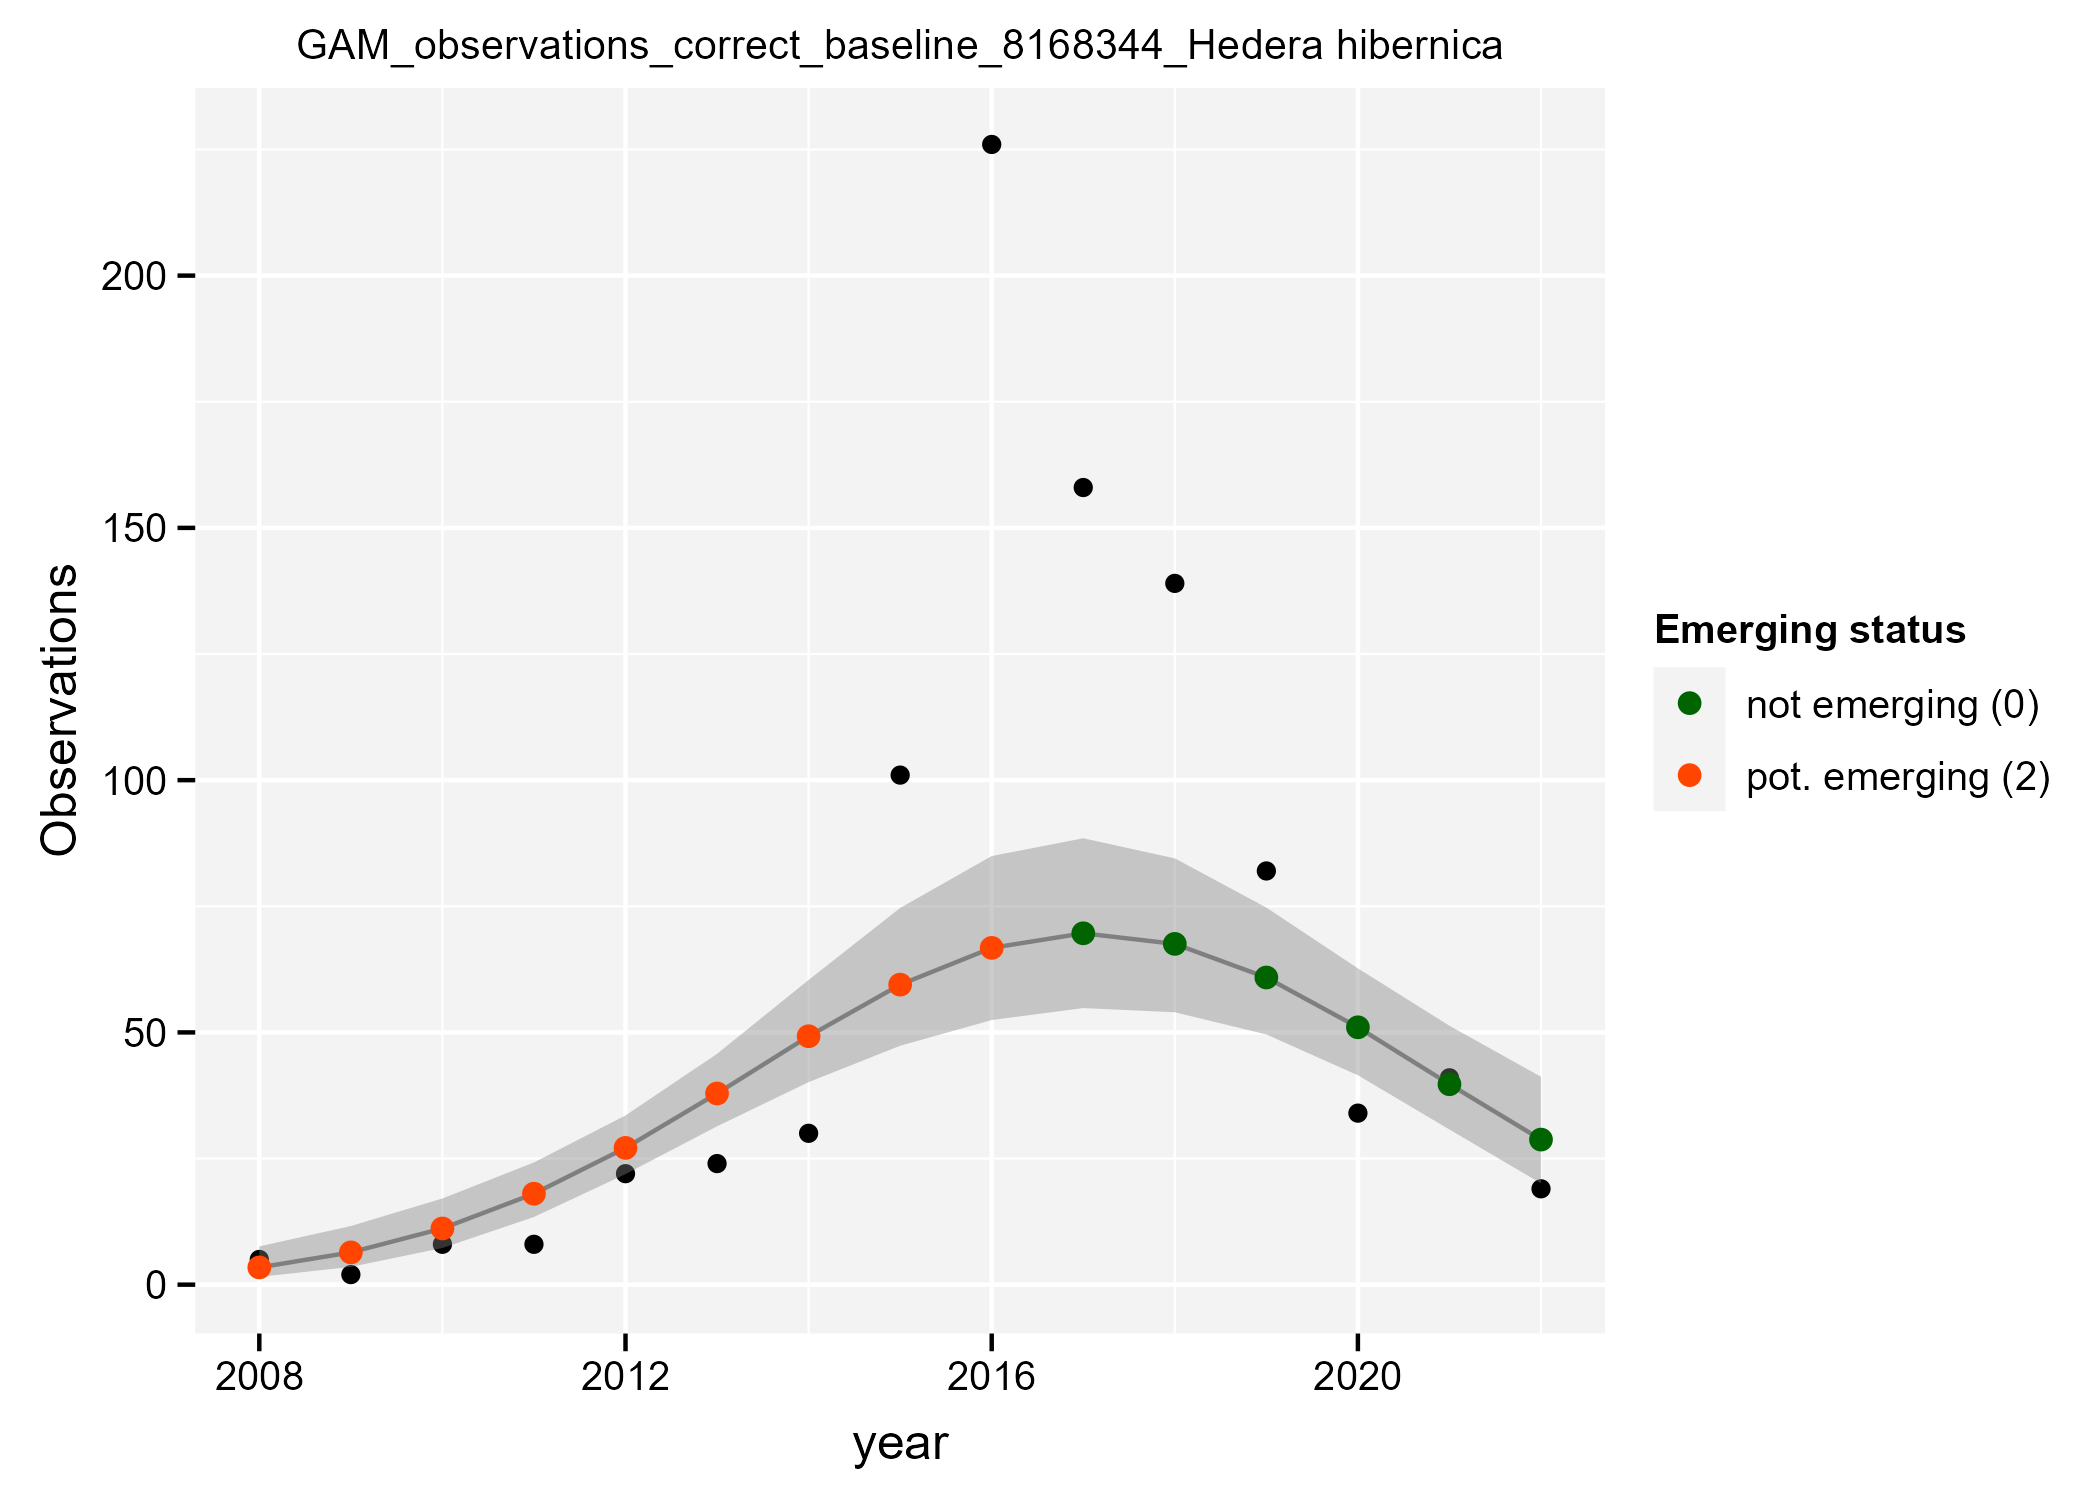 GAM_observations_correct_baseline_8168344_Hedera hibernica
Observations
200
150
100
50
0
2008
2012
2016
2020
year
Emerging status
not emerging (0)
pot. emerging (2)